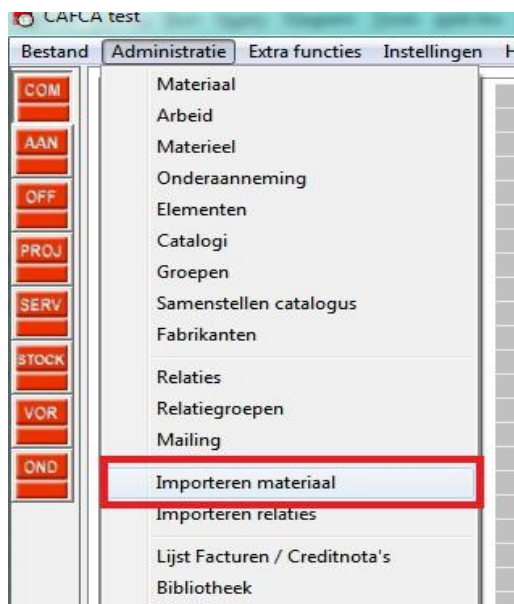 CAFCA test
Bestand Administratie Extra functies Instellingen
COM
AAN
OFF
PROJ
SERV
STOCK
VOR
OND
Materiaal
Arbeid
Materieel
Onderaanneming
Elementen
Catalogi
Groepen
Samenstellen catalogus
Fabrikanten
Relaties
Relatiegroepen
Mailing
Importeren materiaal
Importeren relaties
Lijst Facturen / Creditnota's
Bibliotheek